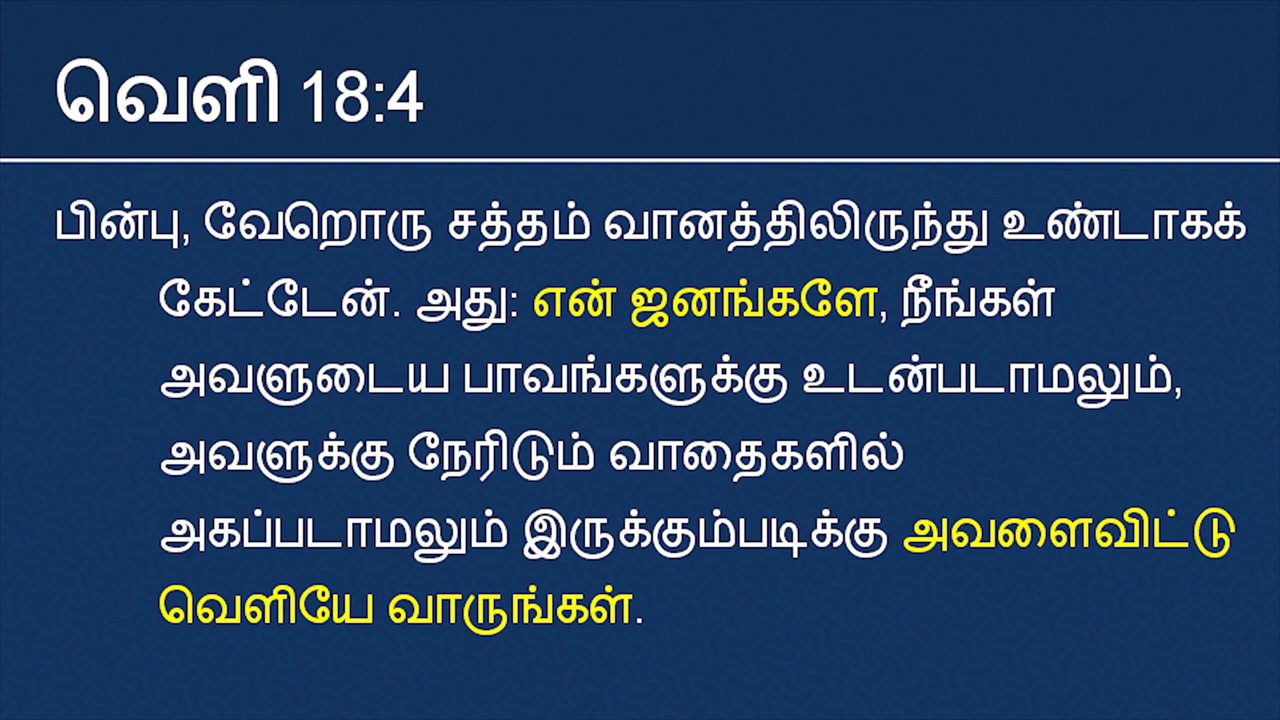 வெளி 18:4
பின்பு, வேறொரு சத்தம் வானத்திலிருந்து உண்டாகக்
கேட்டேன். அது: என் ஜனங்களே, நீங்கள்
அவளுடைய பாவங்களுக்கு உடன்படாமலும்,
அவளுக்கு நேரிடும் வாதைகளில்
அகப்படாமலும் இருக்கும்படிக்கு அவளைவிட்டு
வெளியே வாருங்கள்.